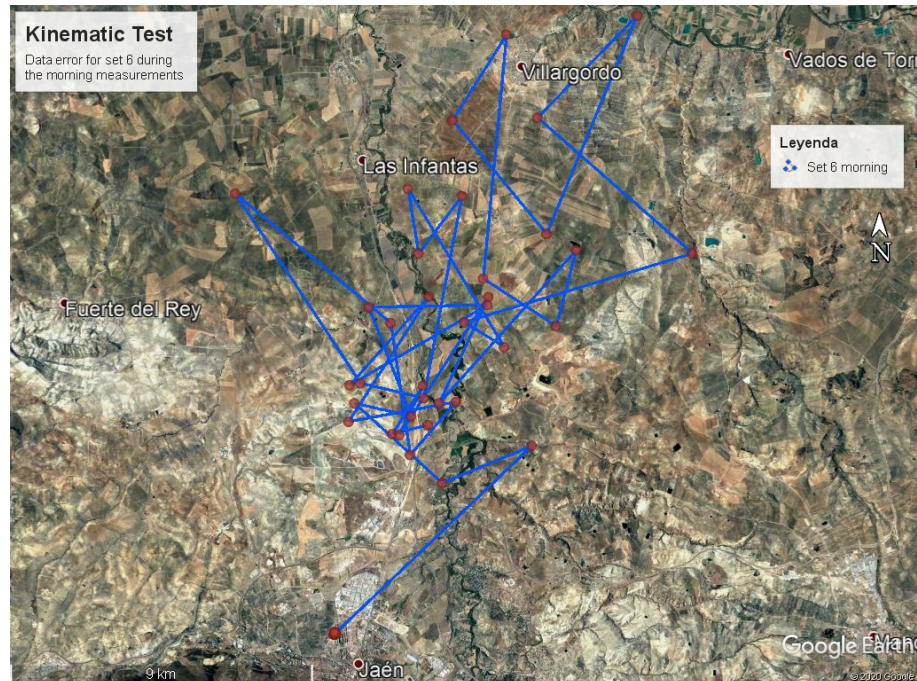 Kinematic Test
Data error for set 6 during
the morning measurements
Villargordo
Vados de Torr
Leyenda
Set 6 morning
Las Infantas
N
Fuerte del Rey
Google Earth
Manc
9 km
Jaén
© 2020 Google